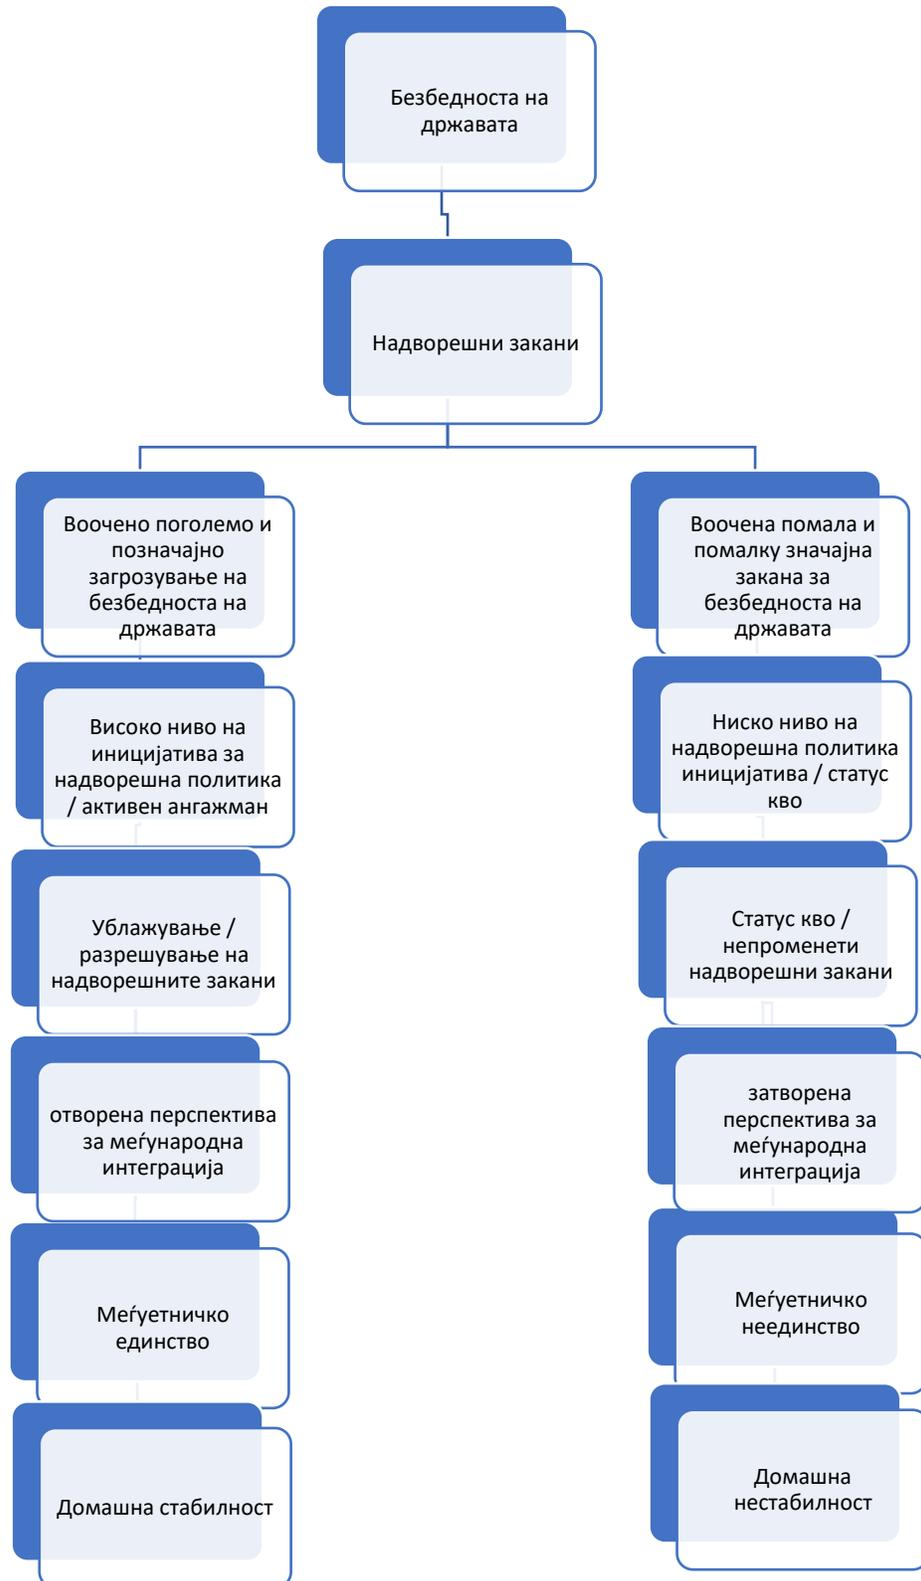 Безбедноста на
државата
Надворешни закани
Воочено поголемо и
позначајно
загрозување на
безбедноста на
државата
Високо ниво на
иницијатива за
надворешна политика
/ активен ангажман
Ублажување /
разрешување на
надворешните закани
отворена перспектива
за меѓународна
интеграција
Меѓуетничко
единство
Домашна стабилност
Воочена помала и
помалку значајна
закана за
безбедноста на
државата
Ниско ниво на
надворешна политика
иницијатива / статус
кво
Статус кво /
непроменети
надворешни закани
затворена
перспектива за
меѓународна
интеграција
Меѓуетничко
неединство
Домашна
нестабилност